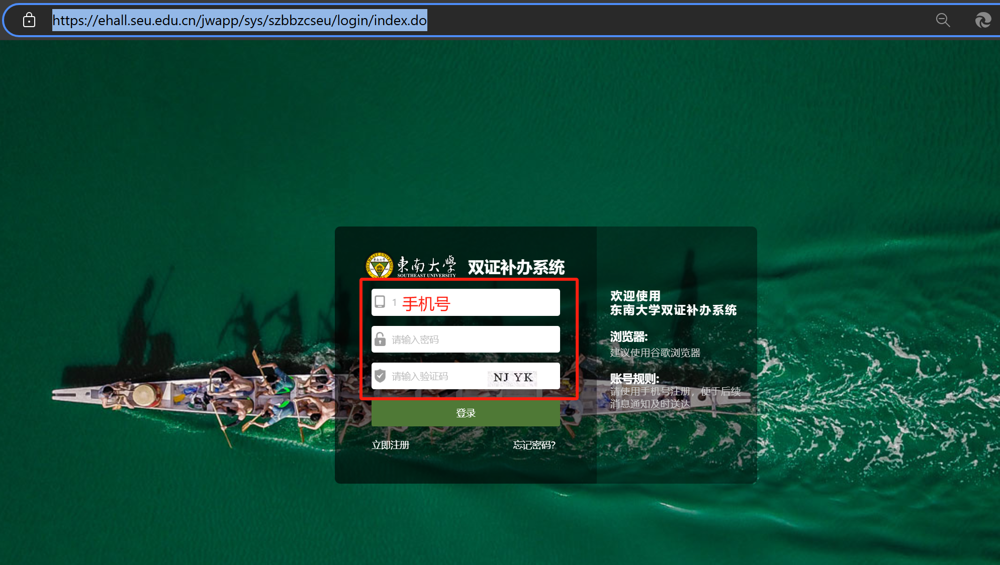 https://ehall.seu.edu.cn/jwapp/sys/szbbzcseu/login/index.do
東南大學
SOUTHEAST UNIVERSITY
双证补办系统
1 手机号
请输入密码
请输入验证码
NJ YK
登录
立即注册
忘记密码?
欢迎使用
东南大学双证补办系统
浏览器:
建议使用谷歌浏览器
账号规则:
请使用手机号注册，便于后续
消息通知及时送达